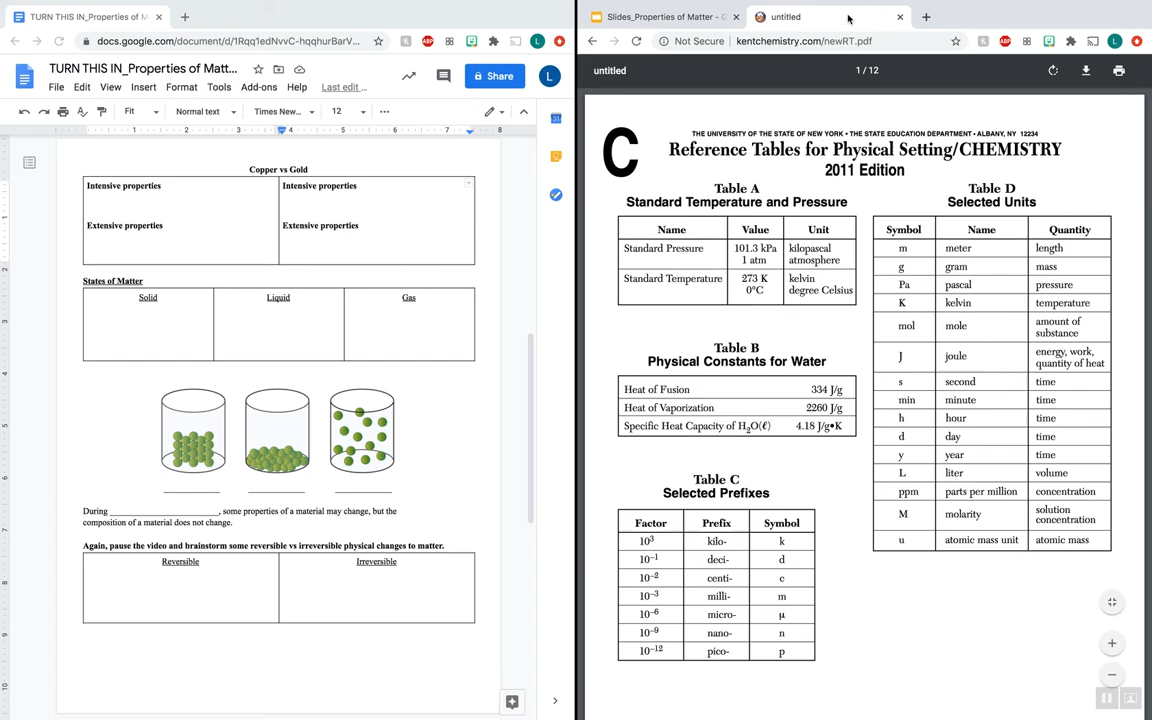 TURN THIS IN_Properties of M
docs.google.com/document/d/1Rqq1edNvvC-hqqhurBarV...
L
TURN THIS IN_Properties of Matt...
File Edit View Insert Format Tools Add-ons Help Last edit ...
Share
L
Fit Normal text Times New... 12
1 2 3 4 5 6 7 8
Copper vs Gold
Intensive properties Intensive properties
Extensive properties Extensive properties
States of Matter
Solid Liquid Gas
During ____________________, some properties of a material may change, but the
composition of a material does not change.
Again, pause the video and brainstorm some reversible vs irreversible physical changes to matter.
Reversible Irreversible
Slides_Properties of Matter - G
untitled
Not Secure kentchemistry.com/newRT.pdf
L
untitled 1 / 12
THE UNIVERSITY OF THE STATE OF NEW YORK • THE STATE EDUCATION DEPARTMENT • ALBANY, NY 12234
C Reference Tables for Physical Setting/CHEMISTRY
2011 Edition
Table A
Standard Temperature and Pressure
Name Value Unit
Standard Pressure 101.3 kPa kilopascal
1 atm atmosphere
Standard Temperature 273 K kelvin
0°C degree Celsius
Table B
Physical Constants for Water
Heat of Fusion 334 J/g
Heat of Vaporization 2260 J/g
Specific Heat Capacity of H₂O(ℓ) 4.18 J/g•K
Table C
Selected Prefixes
Factor Prefix Symbol
10³ kilo- k
10⁻¹ deci- d
10⁻² centi- c
10⁻³ milli- m
10⁻⁶ micro- μ
10⁻⁹ nano- n
10⁻¹² pico- p
Table D
Selected Units
Symbol Name Quantity
m meter length
g gram mass
Pa pascal pressure
K kelvin temperature
mol mole amount of
substance
J joule energy, work,
quantity of heat
s second time
min minute time
h hour time
d day time
y year time
L liter volume
ppm parts per million concentration
M molarity solution
concentration
u atomic mass unit atomic mass